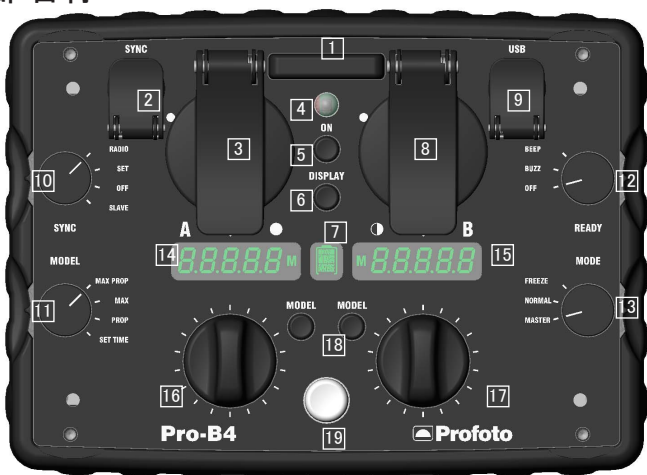 SYNC
1
USB
2
3
4
8
9
ON
5
RADIO
SET
OFF
SLAVE
10
BEEP
BUZZ
OFF
12
DISPLAY
6
SYNC
A
7
B
READY
14
8.8.8.8.8 M
M 8.8.8.8.8
15
MODEL
MODE
MAX PROP
MAX
PROP
SET TIME
11
FREEZE
NORMAL
MASTER
13
MODEL
MODEL
18
16
17
Pro-B4
19
Profoto